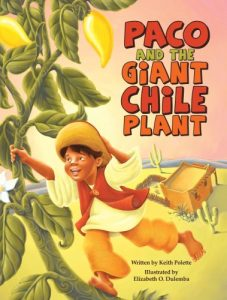 PACO
AND THE
GIANT
CHILE
PLANT
Written by Keith Polette
Illustrated by
Elizabeth O. Dulemba